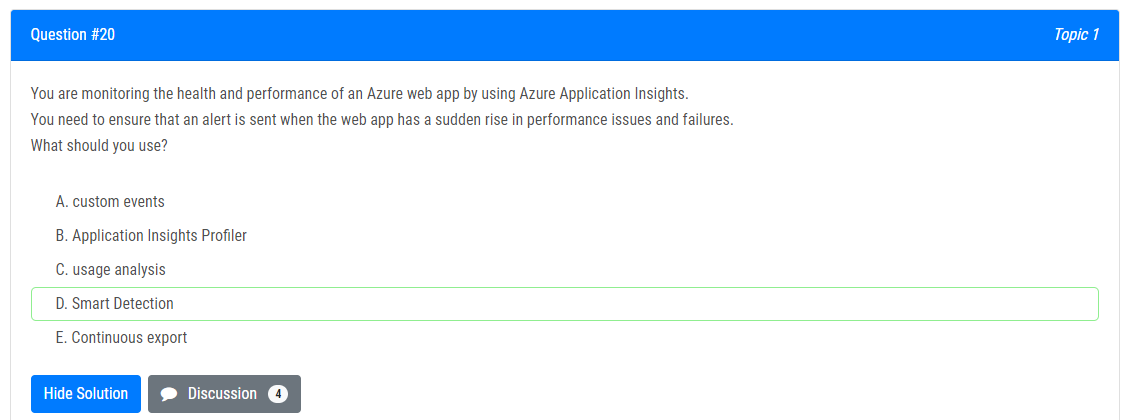 Question #20
Topic 1
You are monitoring the health and performance of an Azure web app by using Azure Application Insights.
You need to ensure that an alert is sent when the web app has a sudden rise in performance issues and failures.
What should you use?
A. custom events
B. Application Insights Profiler
C. usage analysis
D. Smart Detection
E. Continuous export
Hide Solution
Discussion 4